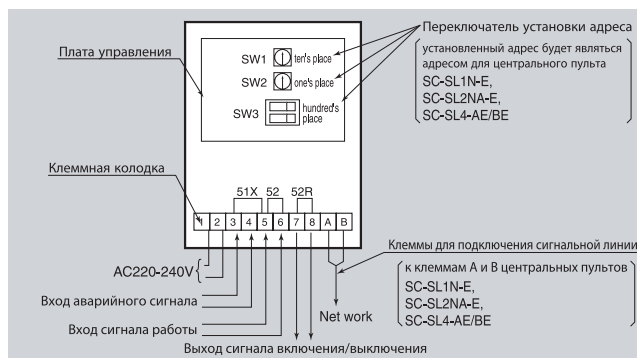 Плата управления
SW1 ten's place
SW2 one's place
SW3 hundred's place
Переключатель установки адреса
установленный адрес будет являться
адресом для центрального пульта
SC-SL1N-E,
SC-SL2NA-E,
SC-SL4-AE/BE
Клеммная колодка
51X 52 52R
1 2 3 4 5 6 7 8 A B
AC220-240V
Вход аварийного сигнала
Вход сигнала работы
Выход сигнала включения/выключения
Net work
Клеммы для подключения сигнальной линии
к клеммам А и В центральных пультов
SC-SL1N-E,
SC-SL2NA-E,
SC-SL4-AE/BE